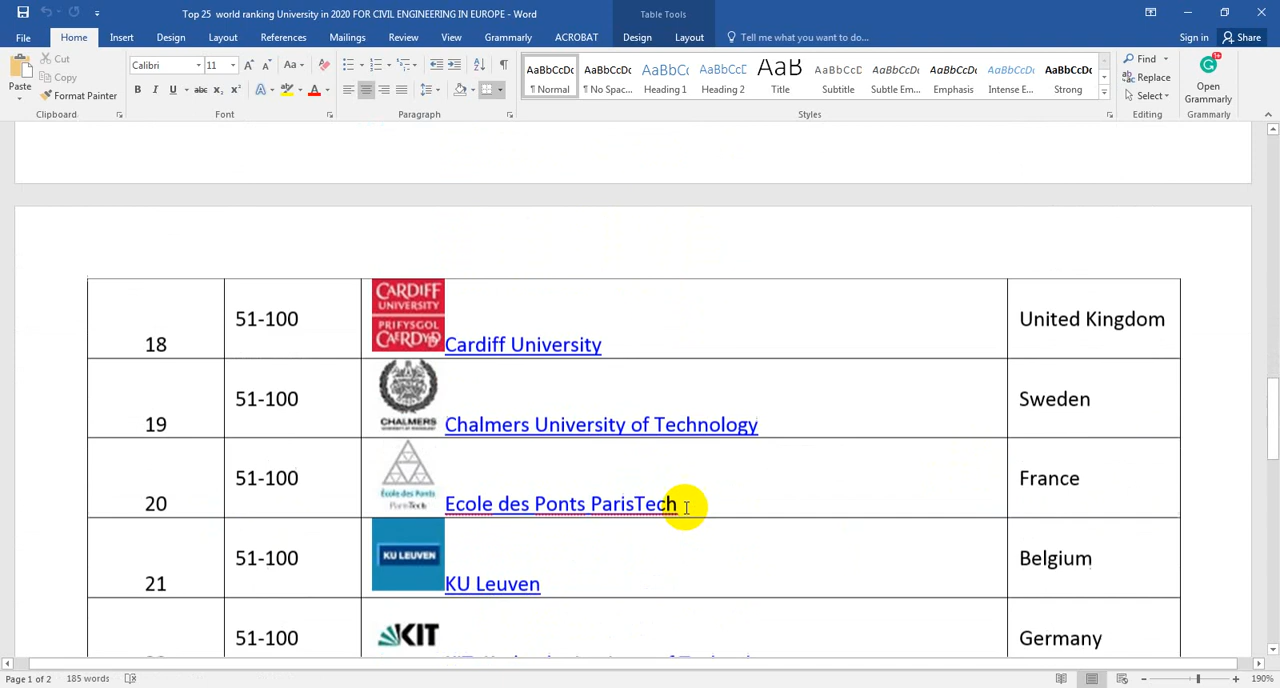 Top 25 world ranking University in 2020 FOR CIVIL ENGINEERING IN EUROPE - Word
Table Tools
File Home Insert Design Layout References Mailings Review View Grammarly ACROBAT Design Layout Tell me what you want to do... Sign in Share
Paste
Cut
Copy
Format Painter
Clipboard
Calibri 11
Font
Paragraph
AaBbCcDc AaBbCcDc AaBbCc AaBbCcE AaB AaBbCcD AaBbCcDc AaBbCcDc AaBbCcDc AaBbCcDc
¶ Normal ¶ No Spac... Heading 1 Heading 2 Title Subtitle Subtle Em... Emphasis Intense E... Strong
Styles
Find
Replace
Select
Editing
Open Grammarly
Grammarly
18 51-100 CARDIFF UNIVERSITY PRIFYSGOL CAERDYDD Cardiff University United Kingdom
19 51-100 CHALMERS Chalmers University of Technology Sweden
20 51-100 École des Ponts ParisTech Ecole des Ponts ParisTech France
21 51-100 KU LEUVEN KU Leuven Belgium
51-100 KIT Germany
Page 1 of 2 185 words 190%